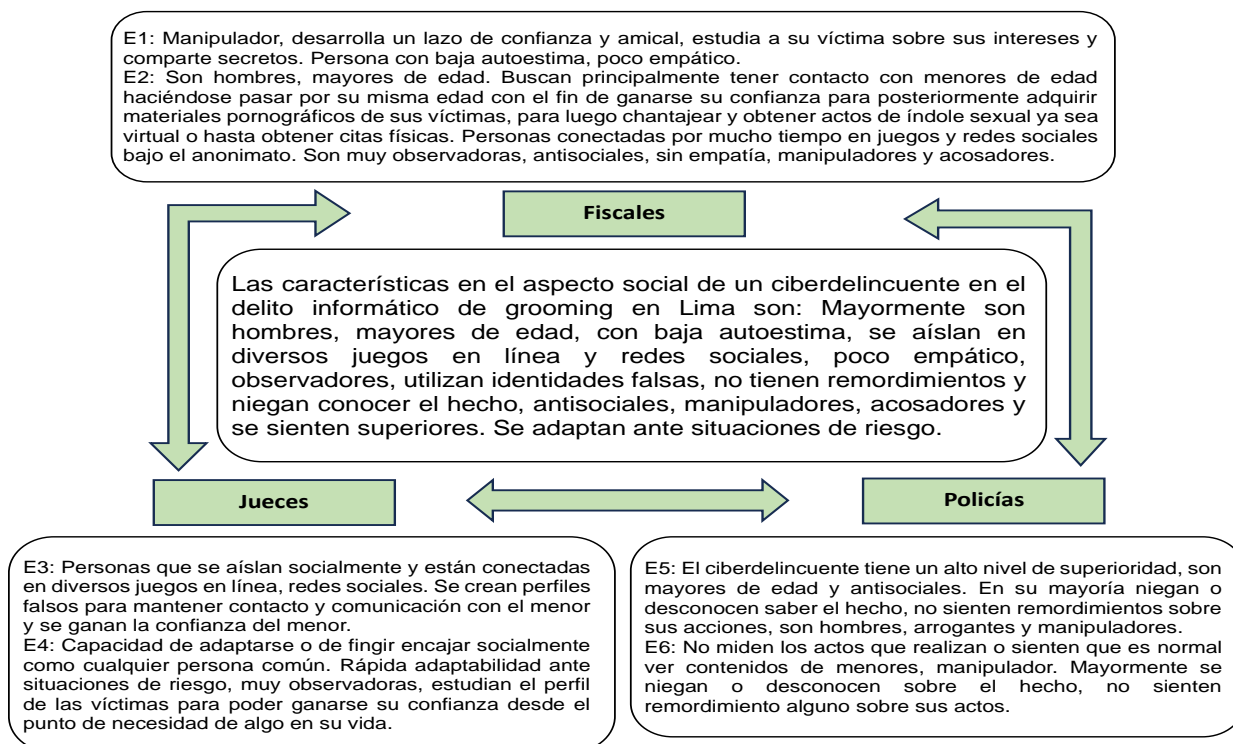 E1: Manipulador, desarrolla un lazo de confianza y amical, estudia a su víctima sobre sus intereses y
comparte secretos. Persona con baja autoestima, poco empático.
E2: Son hombres, mayores de edad. Buscan principalmente tener contacto con menores de edad
haciéndose pasar por su misma edad con el fin de ganarse su confianza para posteriormente adquirir
materiales pornográficos de sus víctimas, para luego chantajear y obtener actos de índole sexual ya sea
virtual o hasta obtener citas físicas. Personas conectadas por mucho tiempo en juegos y redes sociales
bajo el anonimato. Son muy observadoras, antisociales, sin empatía, manipuladores y acosadores.
Fiscales
Las características en el aspecto social de un ciberdelincuente en el
delito informático de grooming en Lima son: Mayormente son
hombres, mayores de edad, con baja autoestima, se aíslan en
diversos juegos en línea y redes sociales, poco empático,
observadores, utilizan identidades falsas, no tienen remordimientos y
niegan conocer el hecho, antisociales, manipuladores, acosadores y
se sienten superiores. Se adaptan ante situaciones de riesgo.
Jueces
Policías
E3: Personas que se aíslan socialmente y están conectadas
en diversos juegos en línea, redes sociales. Se crean perfiles
falsos para mantener contacto y comunicación con el menor
y se ganan la confianza del menor.
E4: Capacidad de adaptarse o de fingir encajar socialmente
como cualquier persona común. Rápida adaptabilidad ante
situaciones de riesgo, muy observadoras, estudian el perfil
de las víctimas para poder ganarse su confianza desde el
punto de necesidad de algo en su vida.
E5: El ciberdelincuente tiene un alto nivel de superioridad, son
mayores de edad y antisociales. En su mayoría niegan o
desconocen saber el hecho, no sienten remordimientos sobre
sus acciones, son hombres, arrogantes y manipuladores.
E6: No miden los actos que realizan o sienten que es normal
ver contenidos de menores, manipulador. Mayormente se
niegan o desconocen sobre el hecho, no sienten
remordimiento alguno sobre sus actos.